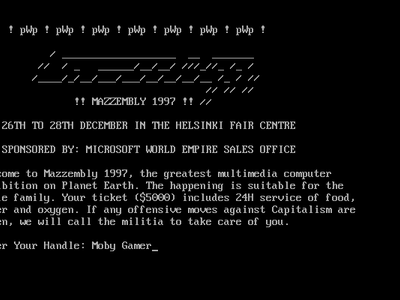 ! pWp ! pWp ! pWp ! pWp ! pWp ! pWp ! pWp !
!! MAZZEMBLY 1997 !!
26TH TO 28TH DECEMBER IN THE HELSINKI FAIR CENTRE
SPONSORED BY: MICROSOFT WORLD EMPIRE SALES OFFICE
come to Mazzembly 1997, the greatest multimedia computer
ibition on Planet Earth. The happening is suitable for the
le family. Your ticket ($5000) includes 24H service of food,
er and oxygen. If any offensive moves against Capitalism are
en, we will call the militia to take care of you.
er Your Handle: Moby Gamer_